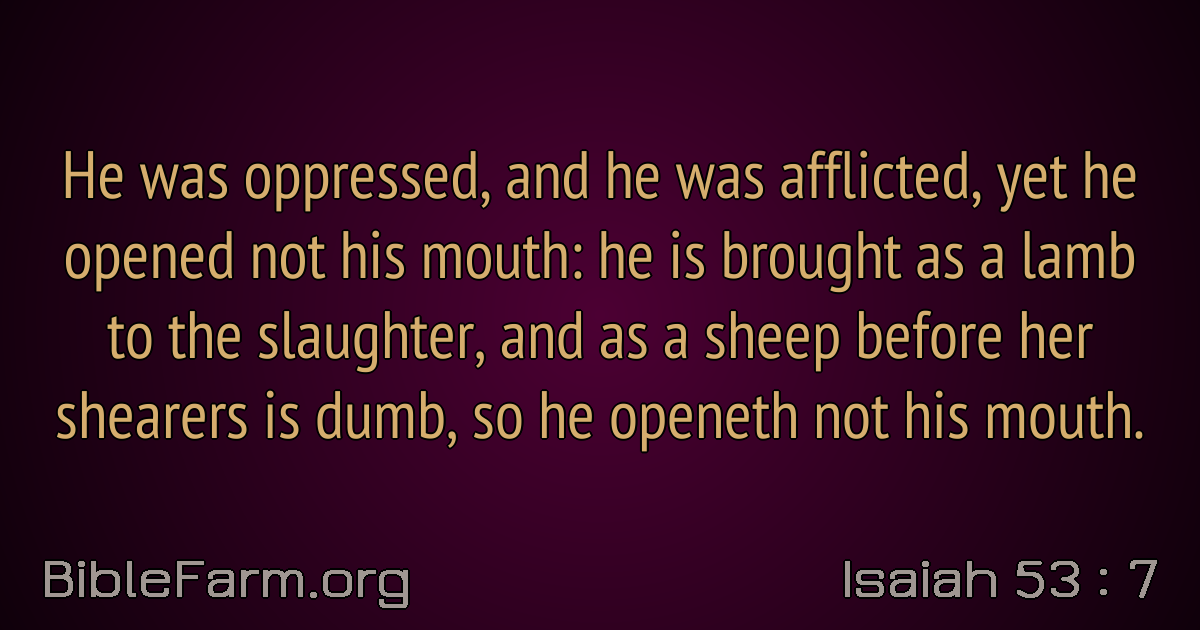 He was oppressed, and he was afflicted, yet he
opened not his mouth: he is brought as a lamb
to the slaughter, and as a sheep before her
shearers is dumb, so he openeth not his mouth.
BibleFarm.org
Isaiah 53 : 7